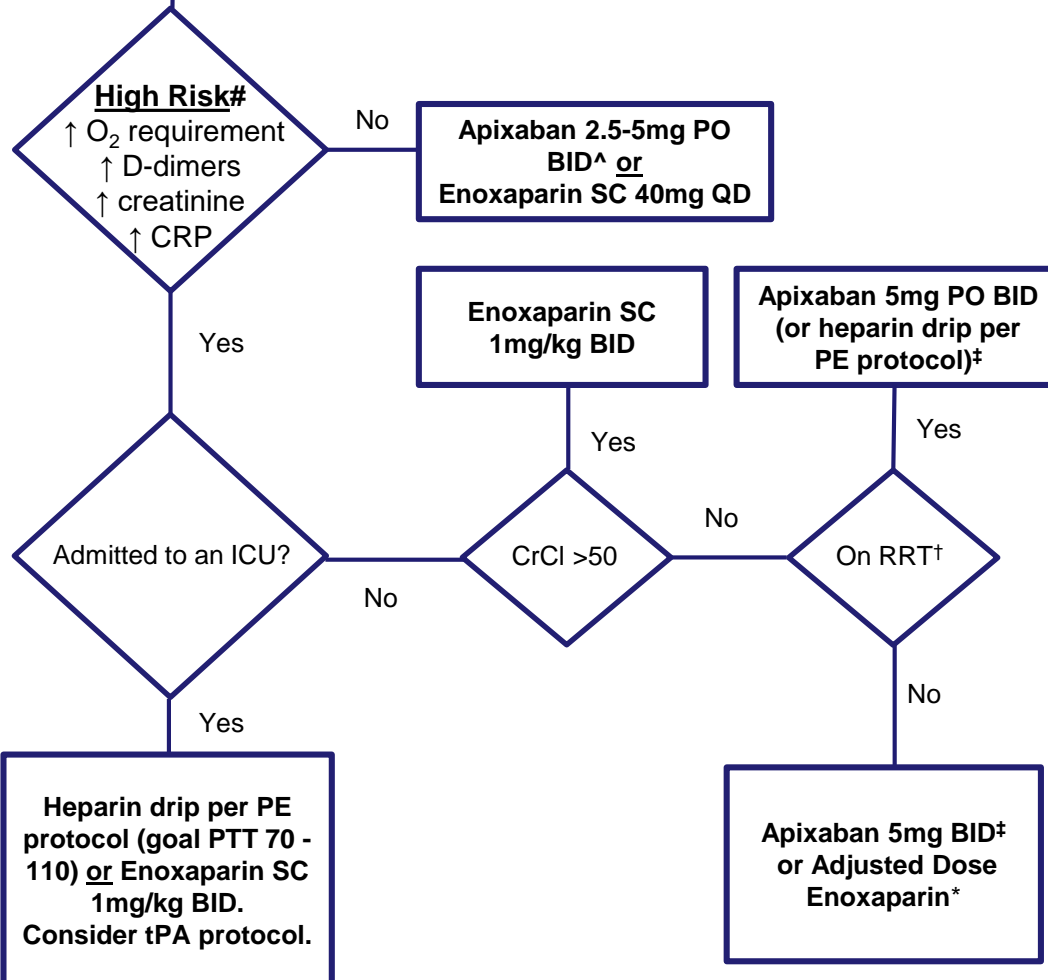 High Risk#
↑ O₂ requirement
↑ D-dimers
↑ creatinine
↑ CRP
No
Apixaban 2.5-5mg PO
BID^ or
Enoxaparin SC 40mg QD
Yes
Enoxaparin SC
1mg/kg BID
Apixaban 5mg PO BID
(or heparin drip per
PE protocol)‡
Yes
Yes
Admitted to an ICU?
No
CrCl >50
No
On RRT†
Yes
No
Heparin drip per PE
protocol (goal PTT 70 -
110) or Enoxaparin SC
1mg/kg BID.
Consider tPA protocol.
Apixaban 5mg BID‡
or Adjusted Dose
Enoxaparin*